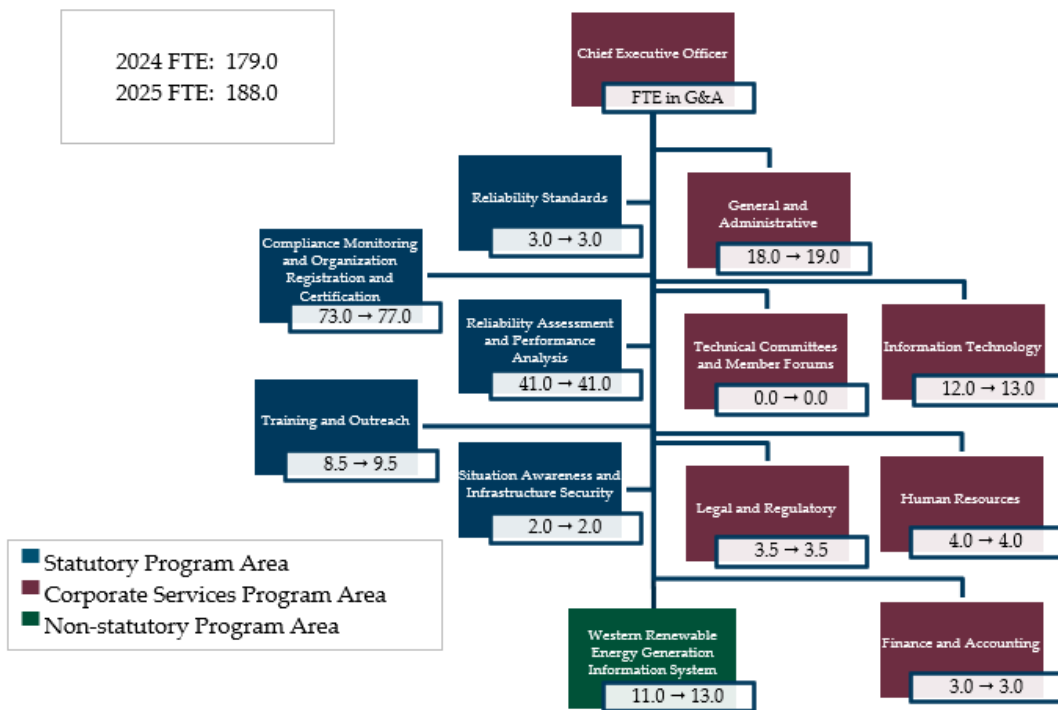 2024 FTE: 179.0
2025 FTE: 188.0
Chief Executive Officer
FTE in G&A
Reliability Standards
3.0 → 3.0
General and
Administrative
18.0 → 19.0
Compliance Monitoring
and Organization
Registration and
Certification
73.0 → 77.0
Reliability Assessment
and Performance
Analysis
41.0 → 41.0
Technical Committees
and Member Forums
0.0 → 0.0
Information Technology
12.0 → 13.0
Training and Outreach
8.5 → 9.5
Situation Awareness and
Infrastructure Security
2.0 → 2.0
Legal and Regulatory
3.5 → 3.5
Human Resources
4.0 → 4.0
Statutory Program Area
Corporate Services Program Area
Non-statutory Program Area
Western Renewable
Energy Generation
Information System
11.0 → 13.0
Finance and Accounting
3.0 → 3.0